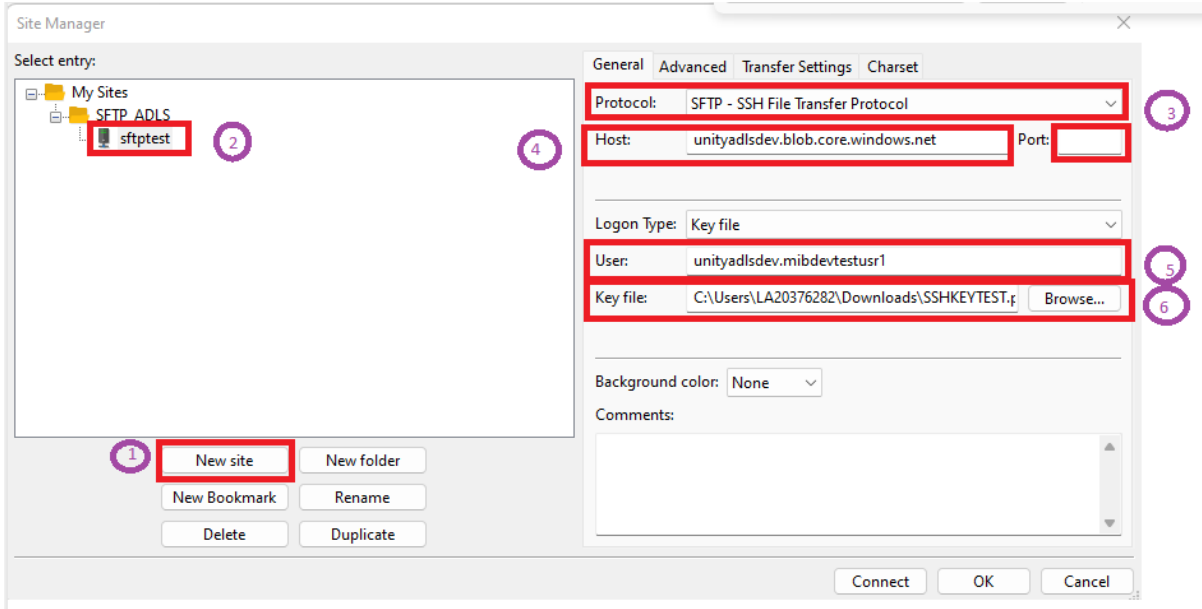 Site Manager
Select entry:
My Sites
SFTP_ADLS
sftptest
2
1
New site
New folder
New Bookmark
Rename
Delete
Duplicate
General Advanced Transfer Settings Charset
Protocol: SFTP - SSH File Transfer Protocol
3
4
Host: unityadlsdev.blob.core.windows.net Port:
Logon Type: Key file
User: unityadlsdev.mibdevtestusr1
5
Key file: C:\Users\LA20376282\Downloads\SSHKEYTEST.p Browse...
6
Background color: None
Comments:
Connect OK Cancel